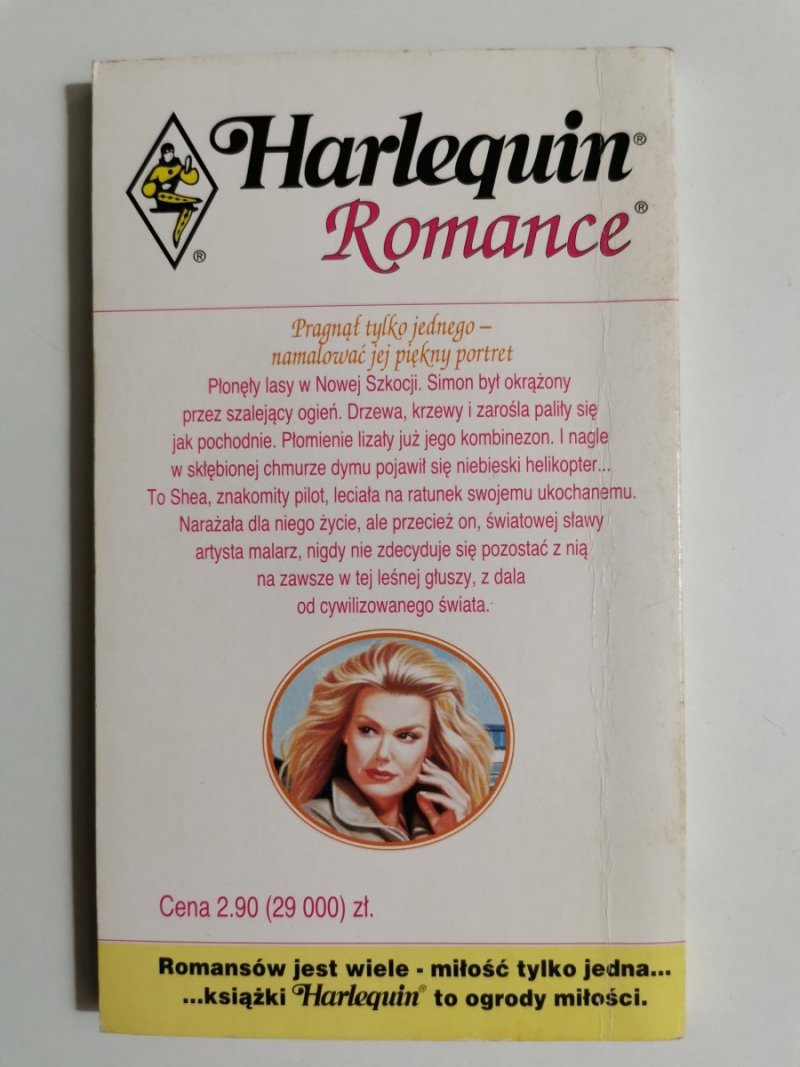 Harlequin®
Romance®
®
Pragnął tylko jednego –
namalować jej piękny portret
Płonęły lasy w Nowej Szkocji. Simon był okrążony
przez szalejący ogień. Drzewa, krzewy i zarośla paliły się
jak pochodnie. Płomienie lizały już jego kombinezon. I nagle
w skłębionej chmurze dymu pojawił się niebieski helikopter...
To Shea, znakomity pilot, leciała na ratunek swojemu ukochanemu.
Narażała dla niego życie, ale przecież on, światowej sławy
artysta malarz, nigdy nie zdecyduje się pozostać z nią
na zawsze w tej leśnej głuszy, z dala
od cywilizowanego świata.
Cena 2.90 (29 000) zł.
Romansów jest wiele - miłość tylko jedna...
...książki Harlequin® to ogrody miłości.